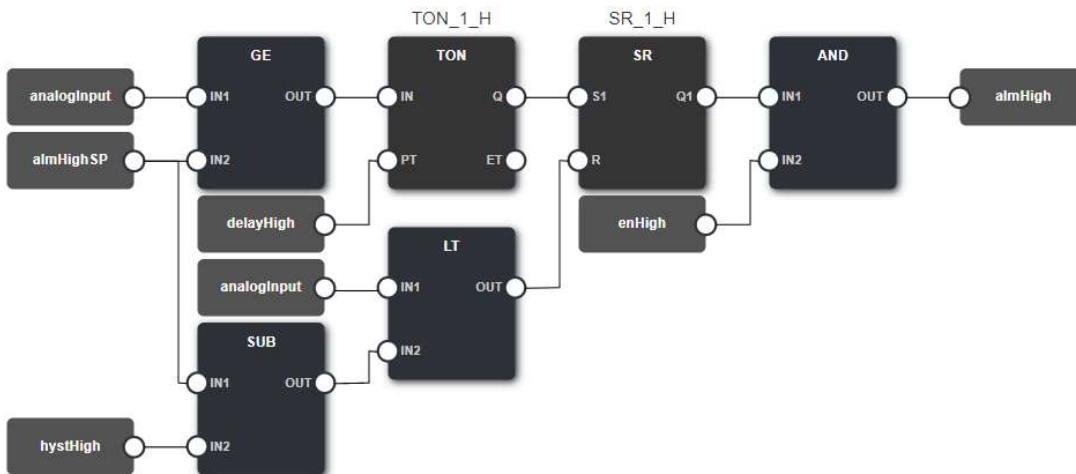 TON_1_H
SR_1_H
GE
TON
SR
AND
analogInput
IN1
OUT
IN
Q
S1
Q1
IN1
OUT
almHigh
almHighSP
IN2
PT
ET
R
IN2
delayHigh
enHigh
LT
analogInput
IN1
OUT
SUB
IN2
IN1
OUT
hystHigh
IN2